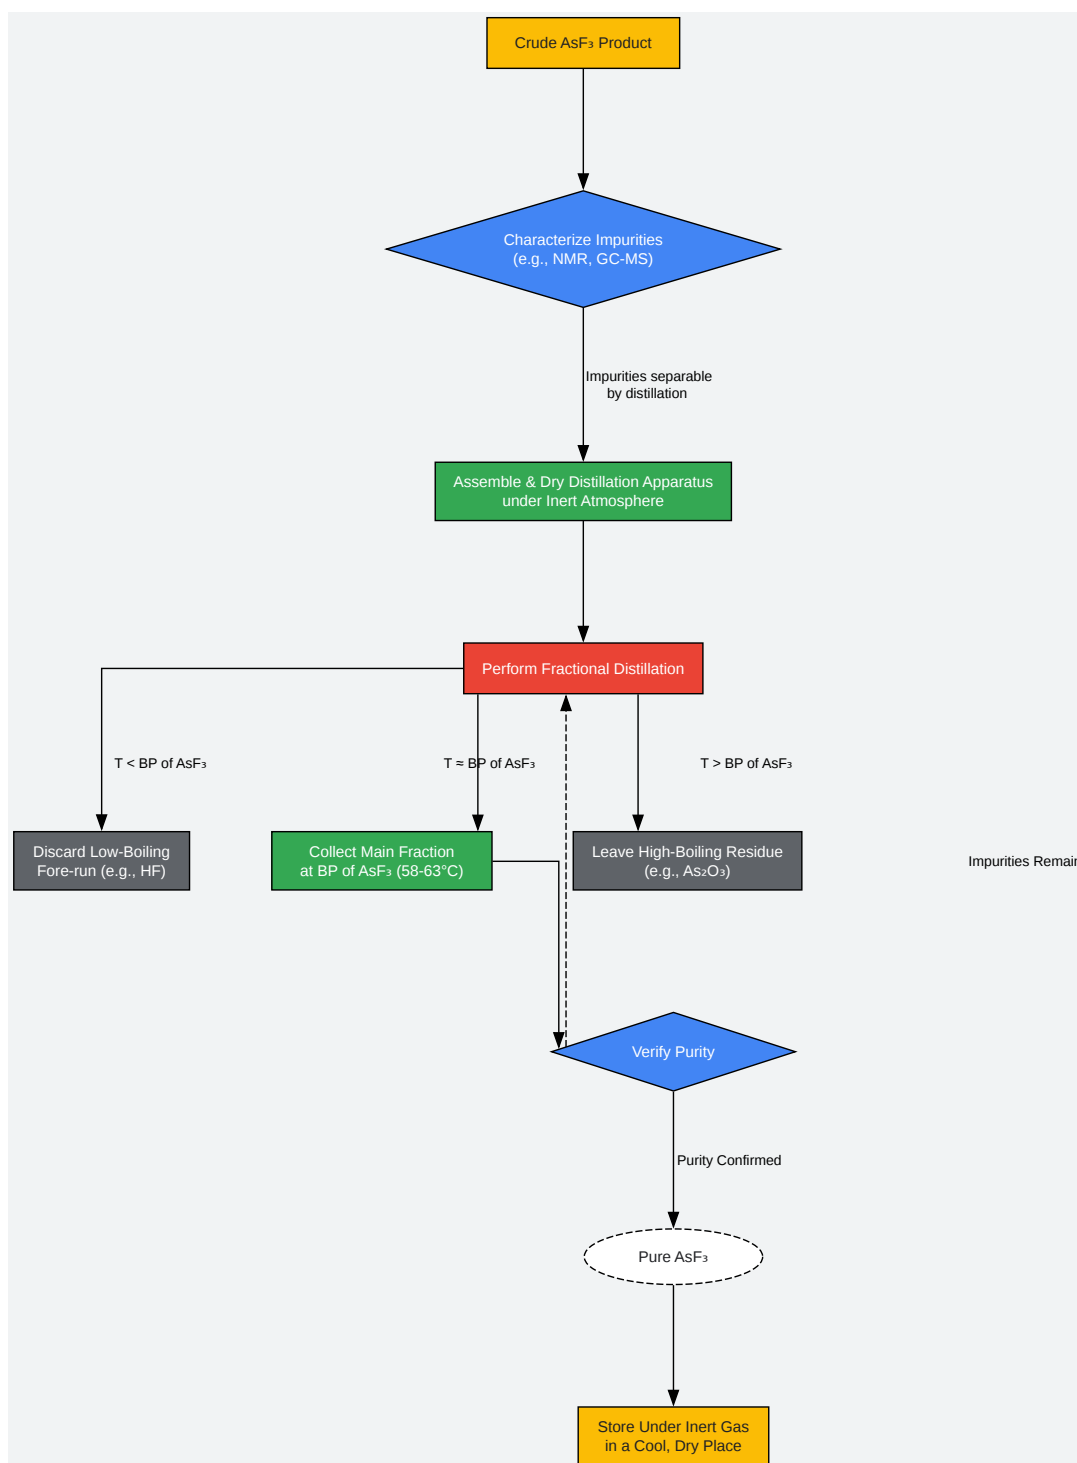 Crude AsF₃ Product
Characterize Impurities
(e.g., NMR, GC-MS)
Impurities separable
by distillation
Assemble & Dry Distillation Apparatus
under Inert Atmosphere
Perform Fractional Distillation
T < BP of AsF₃
T ≈ BP of AsF₃
T > BP of AsF₃
Discard Low-Boiling
Fore-run (e.g., HF)
Collect Main Fraction
at BP of AsF₃ (58-63°C)
Leave High-Boiling Residue
(e.g., As₂O₃)
Impurities Remain
Verify Purity
Purity Confirmed
Pure AsF₃
Store Under Inert Gas
in a Cool, Dry Place